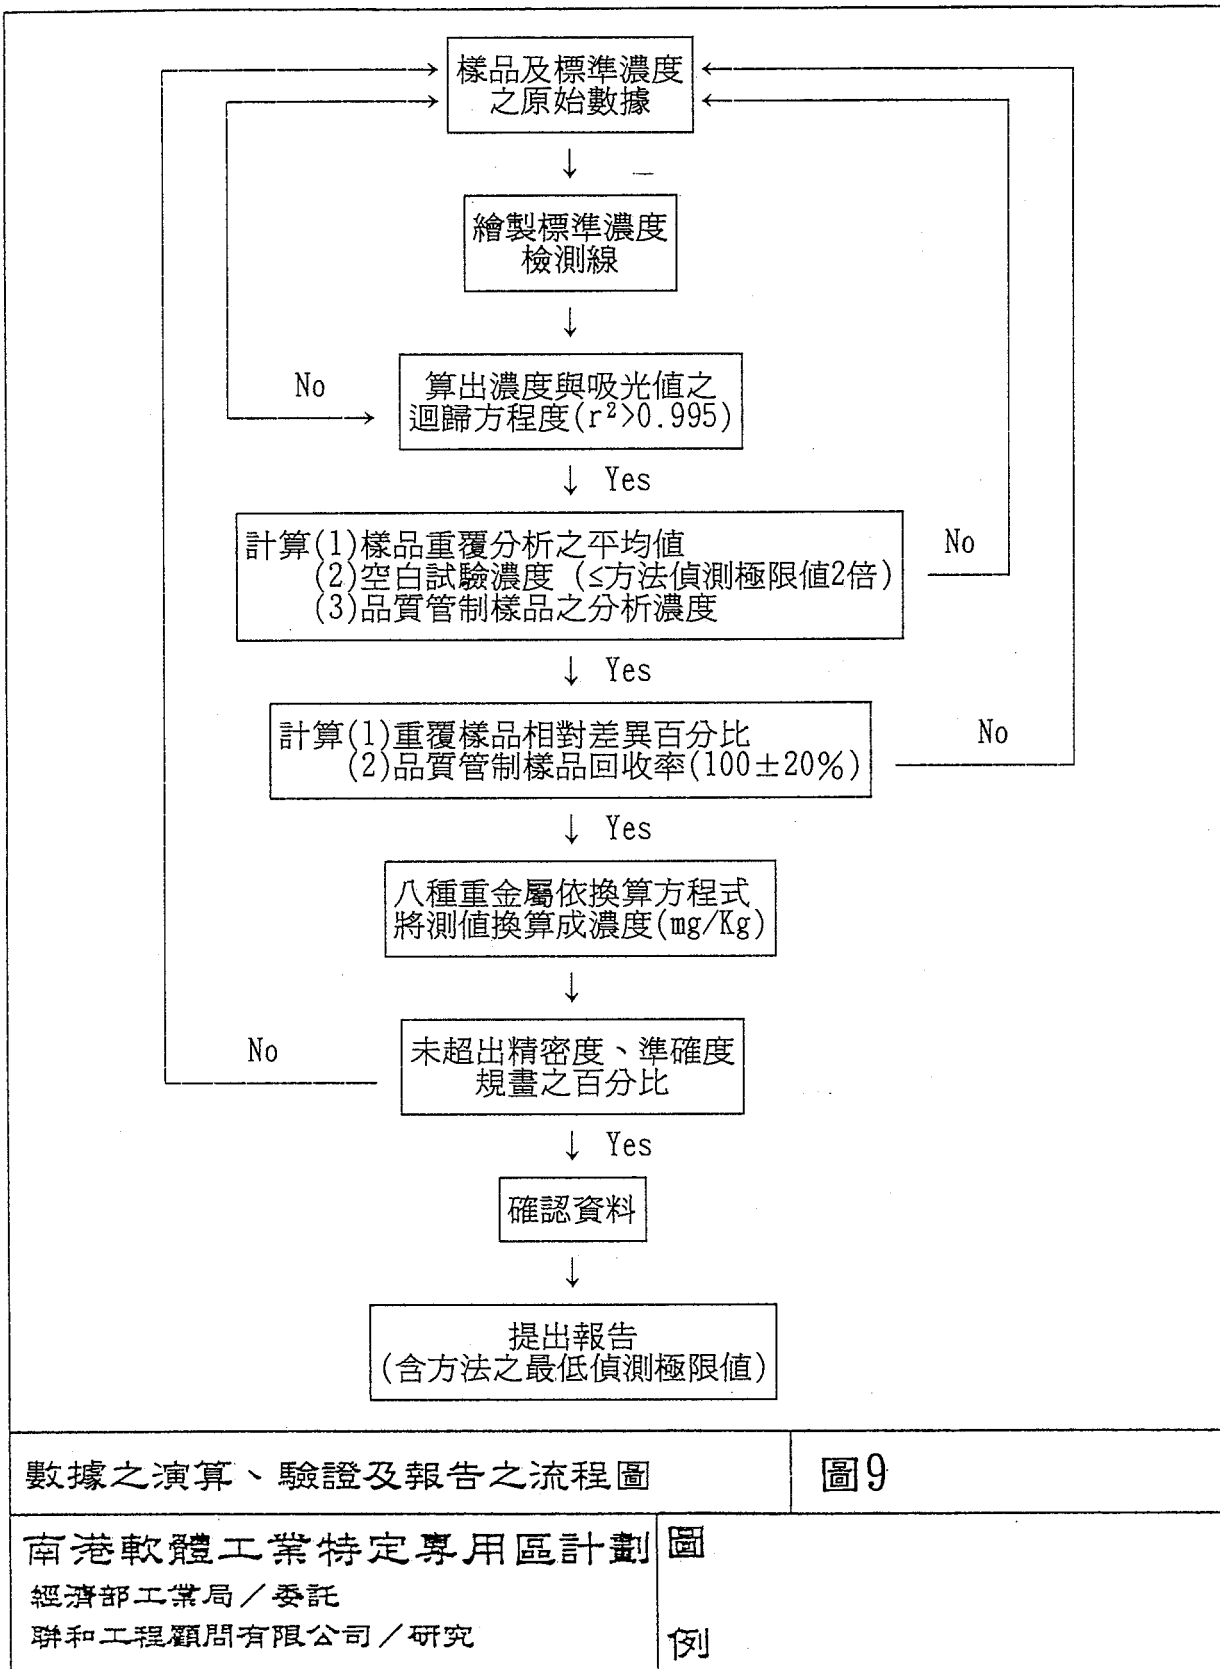 樣品及標準濃度
之原始數據
↓
繪製標準濃度
檢測線
↓
No
算出濃度與吸光值之
迴歸方程度(r²>0.995)
↓ Yes
計算(1)樣品重覆分析之平均值
(2)空白試驗濃度 (≤方法偵測極限值2倍)
(3)品質管制樣品之分析濃度
No
↓ Yes
計算(1)重覆樣品相對差異百分比
(2)品質管制樣品回收率(100±20%)
No
↓ Yes
八種重金屬依換算方程式
將測值換算成濃度(mg/Kg)
↓
No
未超出精密度、準確度
規畫之百分比
↓ Yes
確認資料
↓
提出報告
(含方法之最低偵測極限值)
數據之演算、驗證及報告之流程圖
圖9
南港軟體工業特定專用區計劃
經濟部工業局／委託
聯和工程顧問有限公司／研究
圖
例